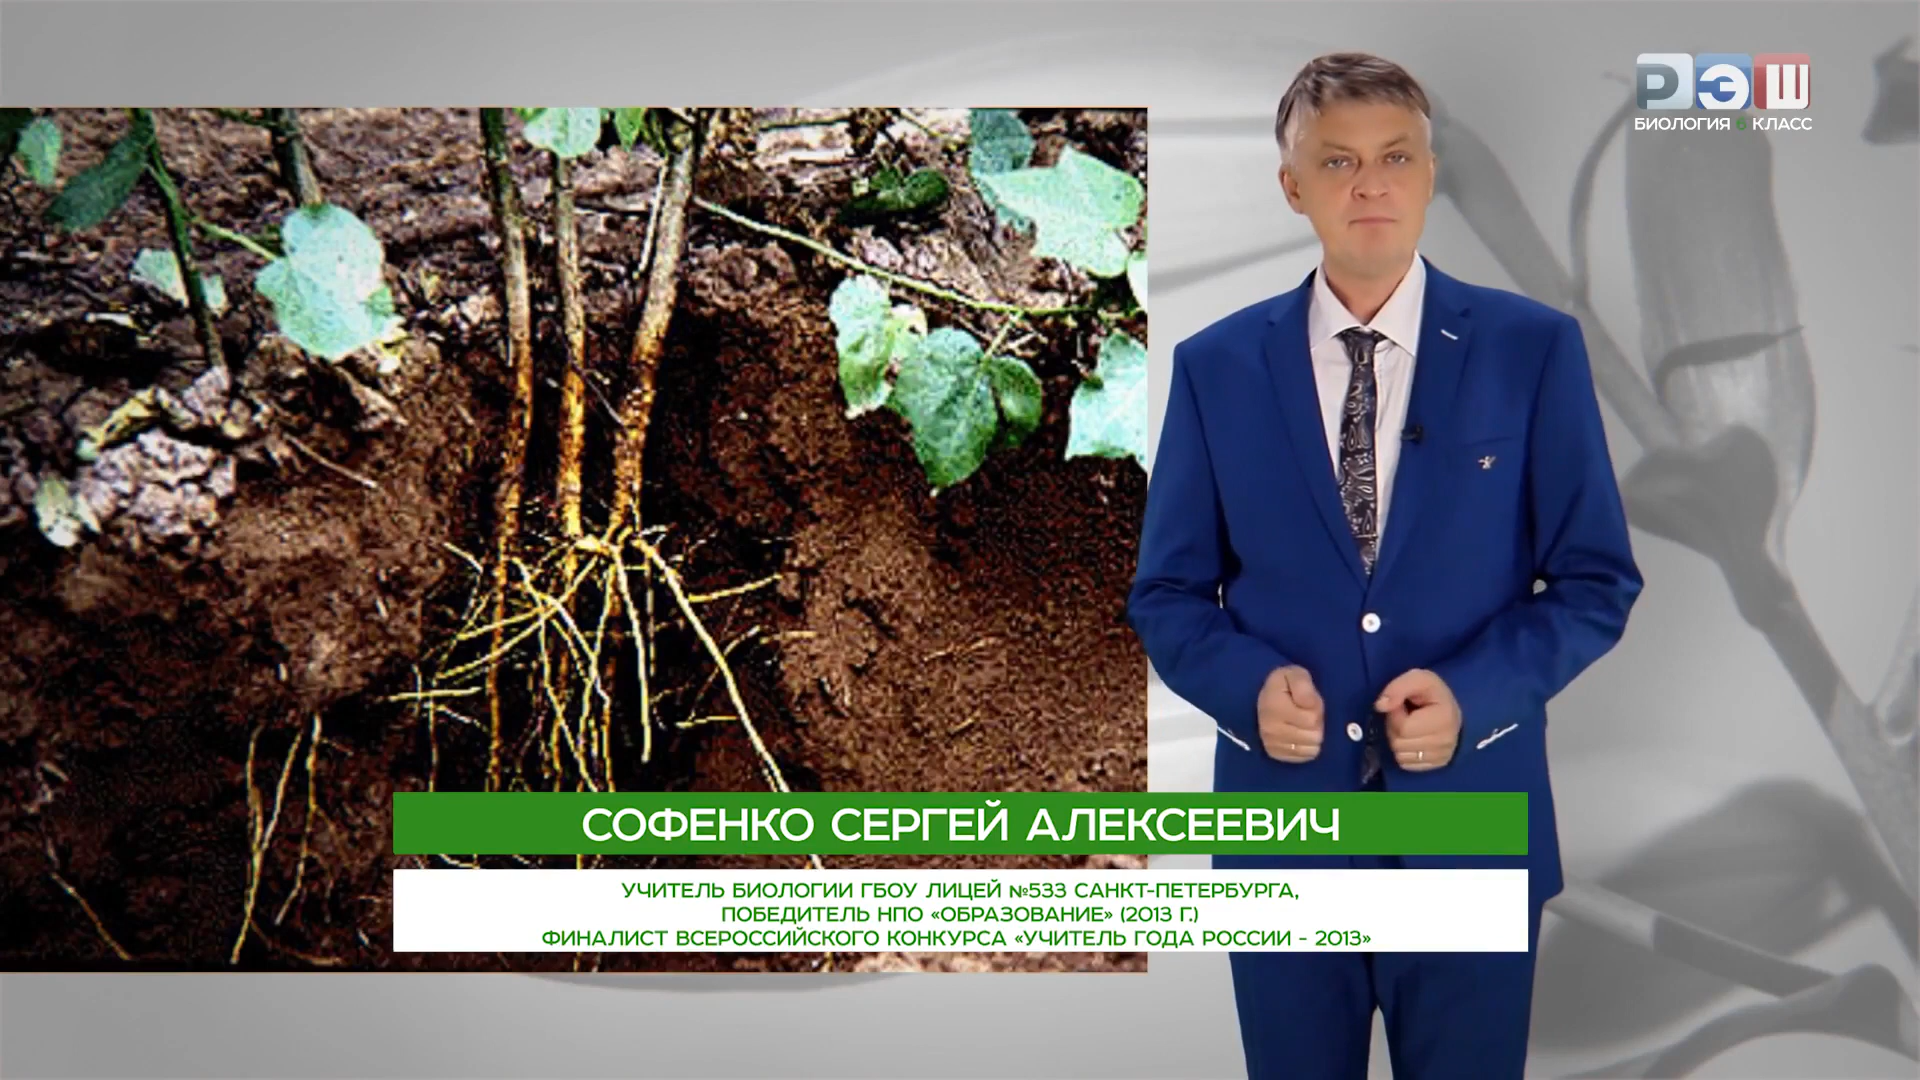 РЭШ
БИОЛОГИЯ 6 КЛАСС
СОФЕНКО СЕРГЕЙ АЛЕКСЕЕВИЧ
УЧИТЕЛЬ БИОЛОГИИ ГБОУ ЛИЦЕЙ №533 САНКТ-ПЕТЕРБУРГА,
ПОБЕДИТЕЛЬ НПО «ОБРАЗОВАНИЕ» (2013 Г.)
ФИНАЛИСТ ВСЕРОССИЙСКОГО КОНКУРСА «УЧИТЕЛЬ ГОДА РОССИИ - 2013»